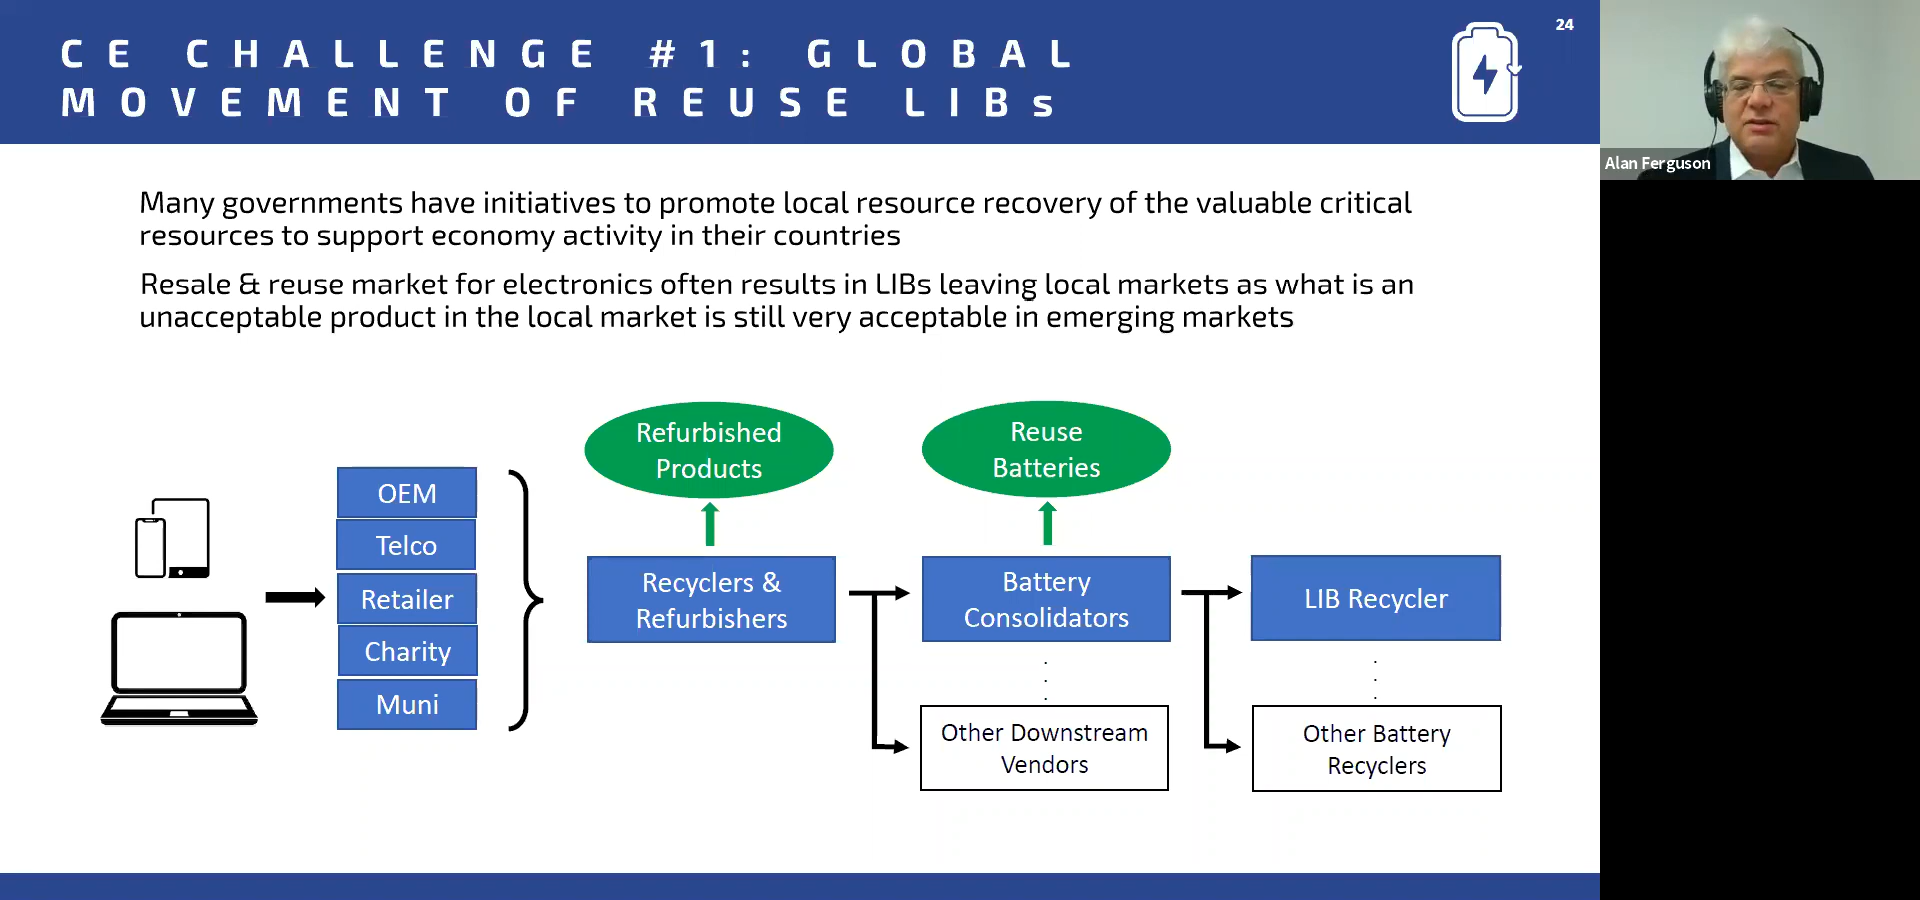 CE CHALLENGE #1: GLOBAL
MOVEMENT OF REUSE LIBs
24
Alan Ferguson
Many governments have initiatives to promote local resource recovery of the valuable critical
resources to support economy activity in their countries
Resale & reuse market for electronics often results in LIBs leaving local markets as what is an
unacceptable product in the local market is still very acceptable in emerging markets
OEM
Telco
Retailer
Charity
Muni
Refurbished
Products
Recyclers &
Refurbishers
Reuse
Batteries
Battery
Consolidators
Other Downstream
Vendors
LIB Recycler
Other Battery
Recyclers